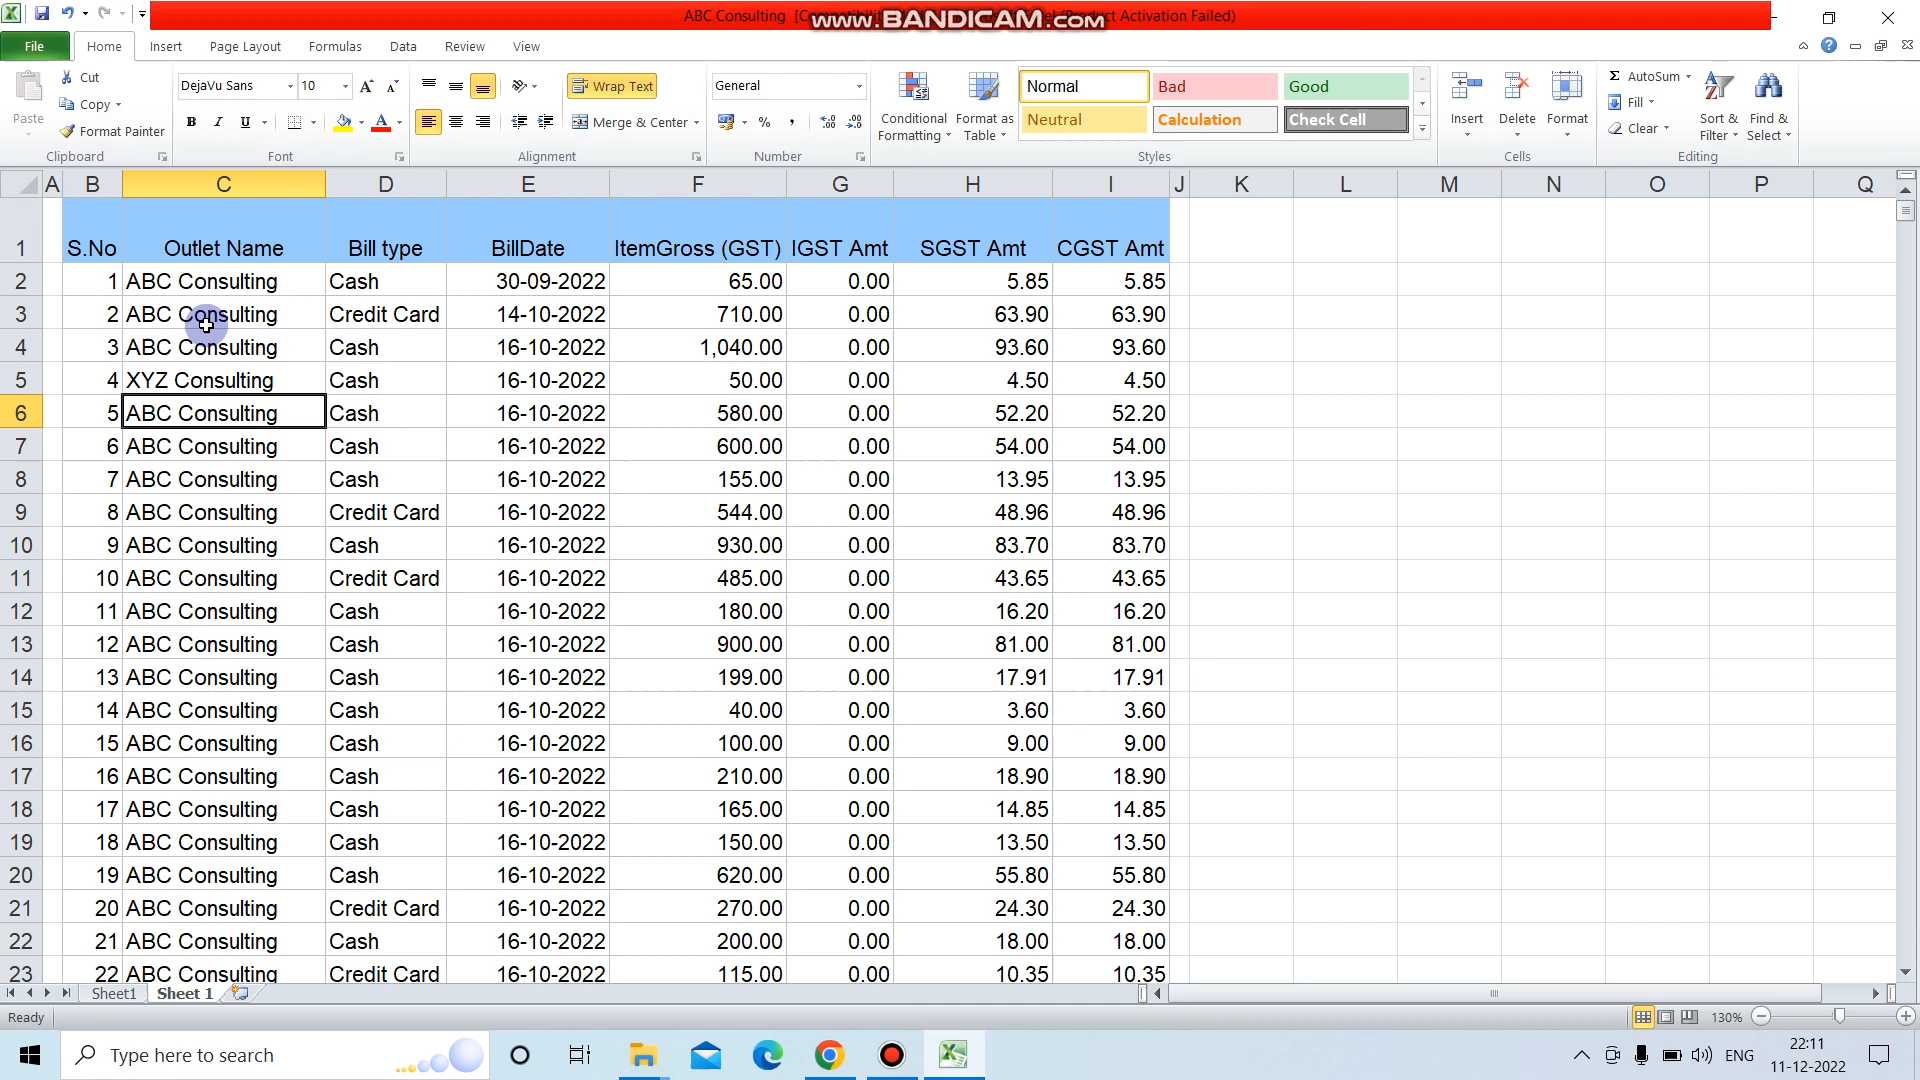 ABC Consulting [Compatibili
(Product Activation Failed)
www.BANDICAM.com
File Home Insert Page Layout Formulas Data Review View
Paste
Cut
Copy
Format Painter
DejaVu Sans 10
B I U A
Wrap Text
Merge & Center
General
% ,
Conditional Formatting
Format as Table
Normal Bad Good
Neutral Calculation Check Cell
Insert Delete Format
Σ AutoSum
Fill
Clear
Sort & Filter
Find & Select
Clipboard Font Alignment Number Styles Cells Editing
A B C D E F G H I J K L M N O P Q
1 S.No Outlet Name Bill type BillDate ItemGross (GST) IGST Amt SGST Amt CGST Amt
2 1 ABC Consulting Cash 30-09-2022 65.00 0.00 5.85 5.85
3 2 ABC Consulting Credit Card 14-10-2022 710.00 0.00 63.90 63.90
4 3 ABC Consulting Cash 16-10-2022 1,040.00 0.00 93.60 93.60
5 4 XYZ Consulting Cash 16-10-2022 50.00 0.00 4.50 4.50
6 5 ABC Consulting Cash 16-10-2022 580.00 0.00 52.20 52.20
7 6 ABC Consulting Cash 16-10-2022 600.00 0.00 54.00 54.00
8 7 ABC Consulting Cash 16-10-2022 155.00 0.00 13.95 13.95
9 8 ABC Consulting Credit Card 16-10-2022 544.00 0.00 48.96 48.96
10 9 ABC Consulting Cash 16-10-2022 930.00 0.00 83.70 83.70
11 10 ABC Consulting Credit Card 16-10-2022 485.00 0.00 43.65 43.65
12 11 ABC Consulting Cash 16-10-2022 180.00 0.00 16.20 16.20
13 12 ABC Consulting Cash 16-10-2022 900.00 0.00 81.00 81.00
14 13 ABC Consulting Cash 16-10-2022 199.00 0.00 17.91 17.91
15 14 ABC Consulting Cash 16-10-2022 40.00 0.00 3.60 3.60
16 15 ABC Consulting Cash 16-10-2022 100.00 0.00 9.00 9.00
17 16 ABC Consulting Cash 16-10-2022 210.00 0.00 18.90 18.90
18 17 ABC Consulting Cash 16-10-2022 165.00 0.00 14.85 14.85
19 18 ABC Consulting Cash 16-10-2022 150.00 0.00 13.50 13.50
20 19 ABC Consulting Cash 16-10-2022 620.00 0.00 55.80 55.80
21 20 ABC Consulting Credit Card 16-10-2022 270.00 0.00 24.30 24.30
22 21 ABC Consulting Cash 16-10-2022 200.00 0.00 18.00 18.00
23 22 ABC Consulting Credit Card 16-10-2022 115.00 0.00 10.35 10.35
Sheet1 Sheet 1
Ready 130%
Type here to search
ENG
22:11
11-12-2022